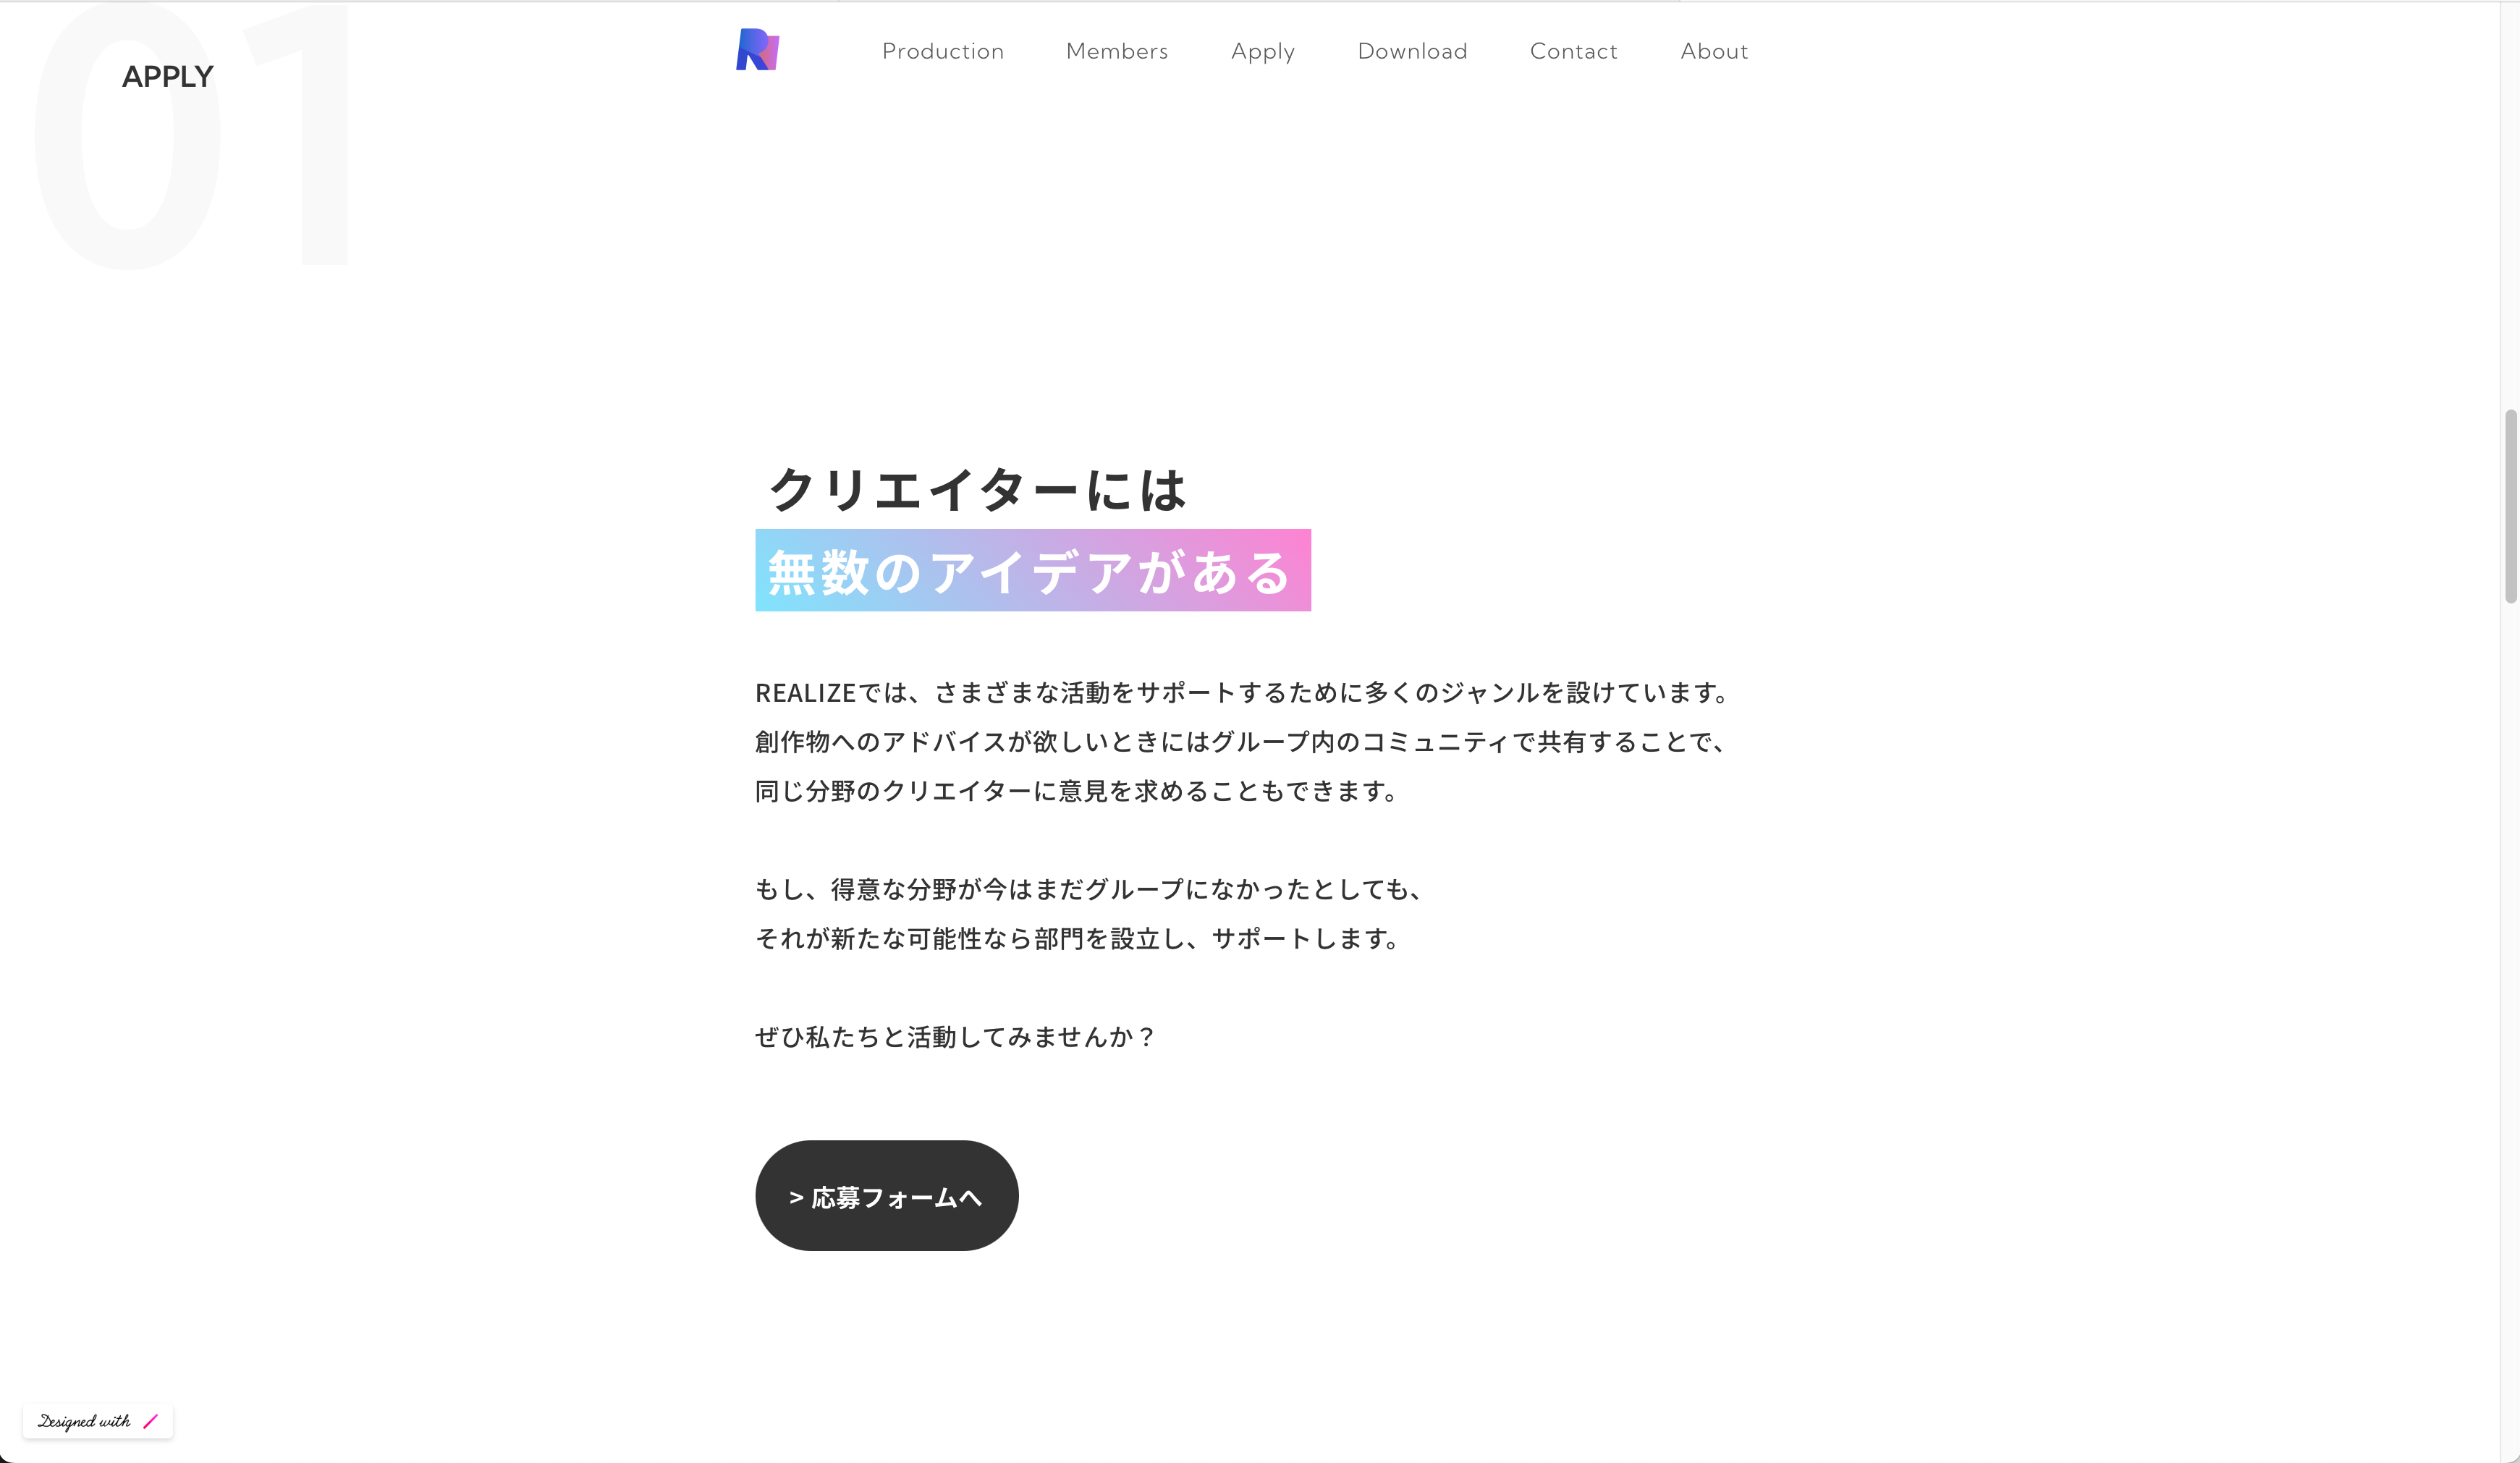 01
APPLY
R
Production Members Apply Download Contact About
クリエイターには
無数のアイデアがある
REALIZEでは、さまざまな活動をサポートするために多くのジャンルを設けています。
創作物へのアドバイスが欲しいときにはグループ内のコミュニティで共有することで、
同じ分野のクリエイターに意見を求めることもできます。
もし、得意な分野が今はまだグループになかったとしても、
それが新たな可能性なら部門を設立し、サポートします。
ぜひ私たちと活動してみませんか？
> 応募フォームへ
Designed with